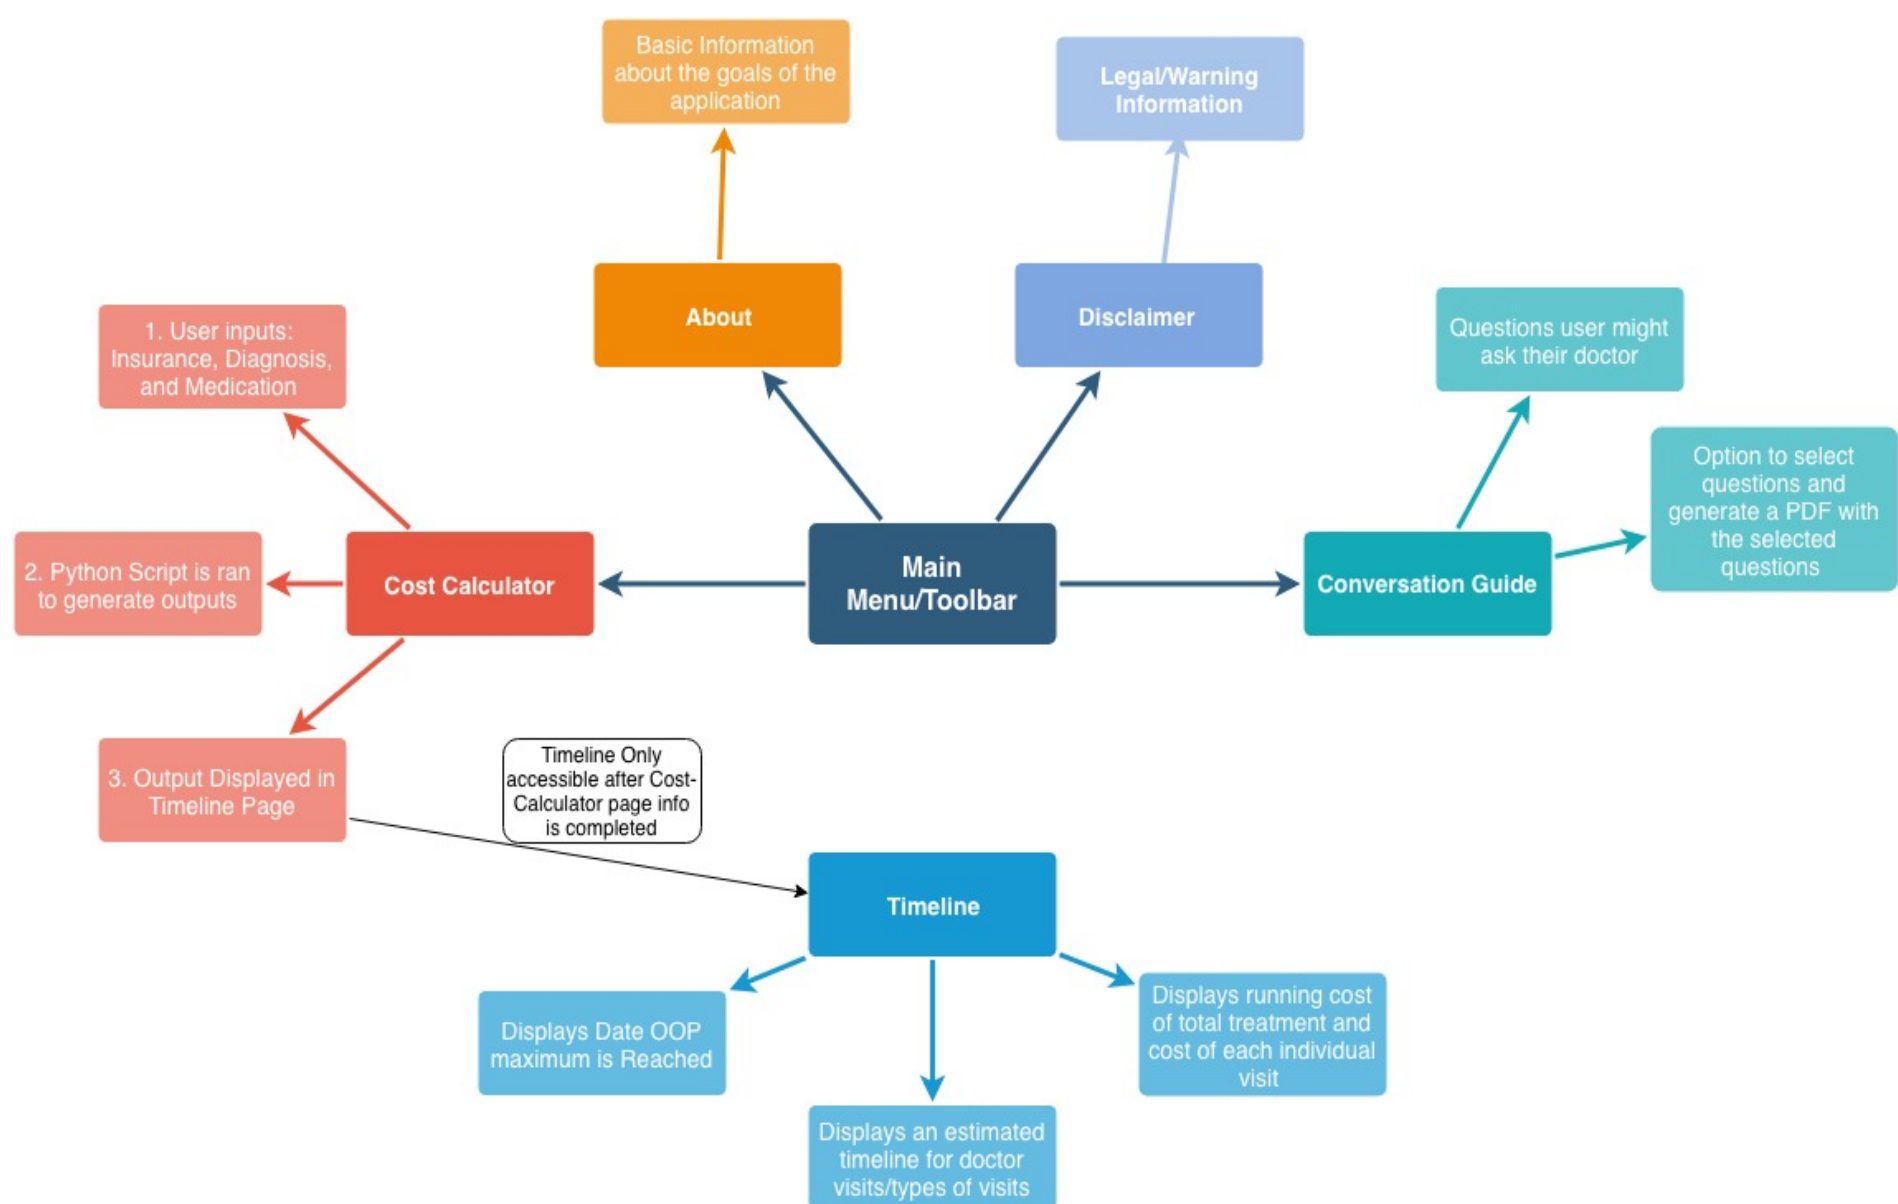 Basic Information
about the goals of the
application
Legal/Warning
Information
About
Disclaimer
1. User inputs:
Insurance, Diagnosis,
and Medication
Questions user might
ask their doctor
Option to select
questions and
generate a PDF with
the selected
questions
2. Python Script is ran
to generate outputs
Cost Calculator
Main
Menu/Toolbar
Conversation Guide
3. Output Displayed in
Timeline Page
Timeline Only
accessible after Cost-
Calculator page info
is completed
Timeline
Displays Date OOP
maximum is Reached
Displays an estimated
timeline for doctor
visits/types of visits
Displays running cost
of total treatment and
cost of each individual
visit